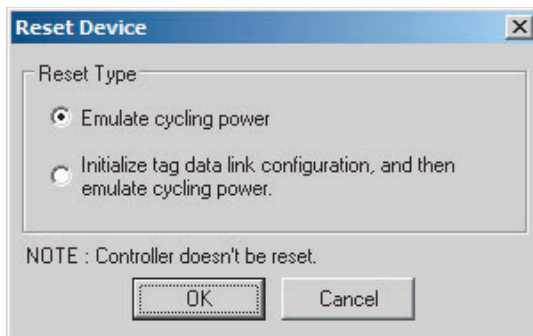 Reset Device
Reset Type
Emulate cycling power
Initialize tag data link configuration, and then
emulate cycling power.
NOTE : Controller doesn't be reset.
OK
Cancel